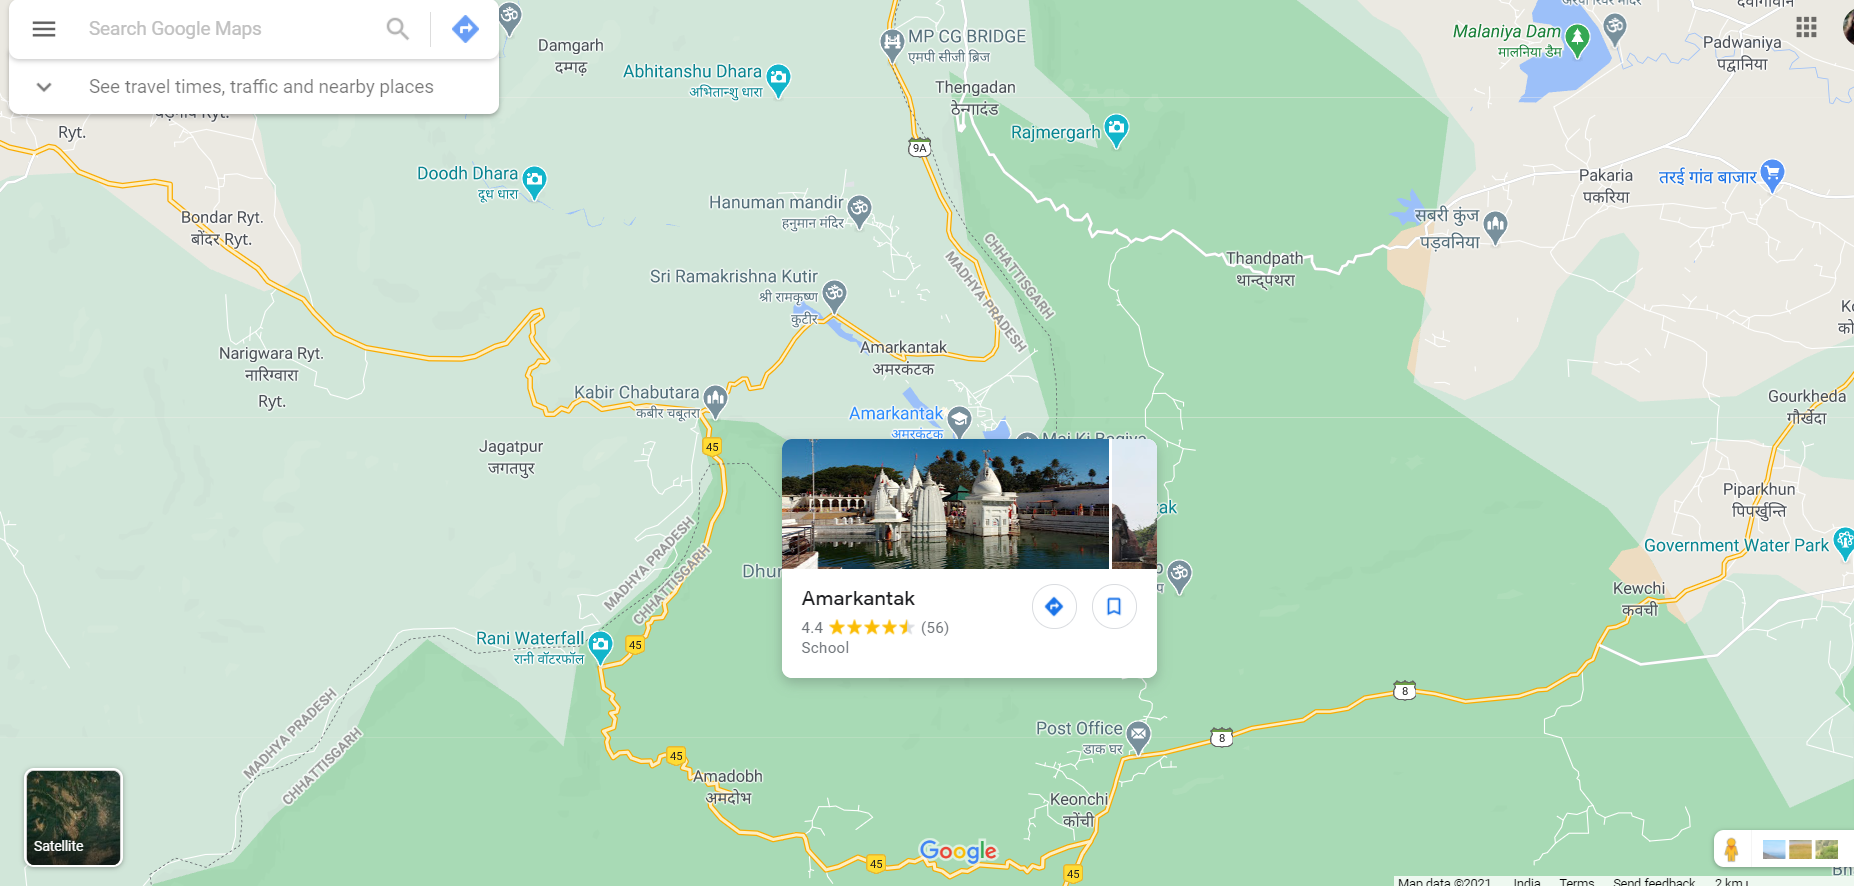 Search Google Maps
See travel times, traffic and nearby places
Ryt.
Damgarh
दमगढ़
Abhitanshu Dhara
अभितान्शु धारा
MP CG BRIDGE
एमपी सीजी ब्रिज
Thengadan
ठेन्गादंड
Rajmergarh
9A
Malaniya Dam
मालनिया डैम
Padwaniya
पद्वानिया
Pakaria
पकरिया
तरई गांव बाजार
सबरी कुंज
पड़वनिया
Doodh Dhara
दूध धारा
Bondar Ryt.
बोंदर Ryt.
Hanuman mandir
हनुमान मंदिर
CHHATTISGARH
MADHYA PRADESH
Thandpath
थान्द्पथरा
Sri Ramakrishna Kutir
श्री रामकृष्ण
कुटीर
Narigwara Ryt.
नारिग्वारा
Ryt.
Amarkantak
अमरकंटक
Kabir Chabutara
कबीर चबूतरा
Amarkantak
अमरकंटक
Mai Ki Bagiya
Gourkheda
गौर्खेदा
Jagatpur
जगतपुर
45
Piparkhun
पिपर्खुन्ति
Government Water Park
tak
Dhur
MADHYA PRADESH
CHHATTISGARH
Amarkantak
4.4 (56)
School
Kewchi
कवची
Rani Waterfall
रानी वॉटरफॉल
45
8
MADHYA PRADESH
CHHATTISGARH
Post Office
डाक घर
8
45
Amadobh
अमदोभ
Keonchi
कोंची
Satellite
Google
45
45
Map data ©2021 India Terms Send feedback 2 km